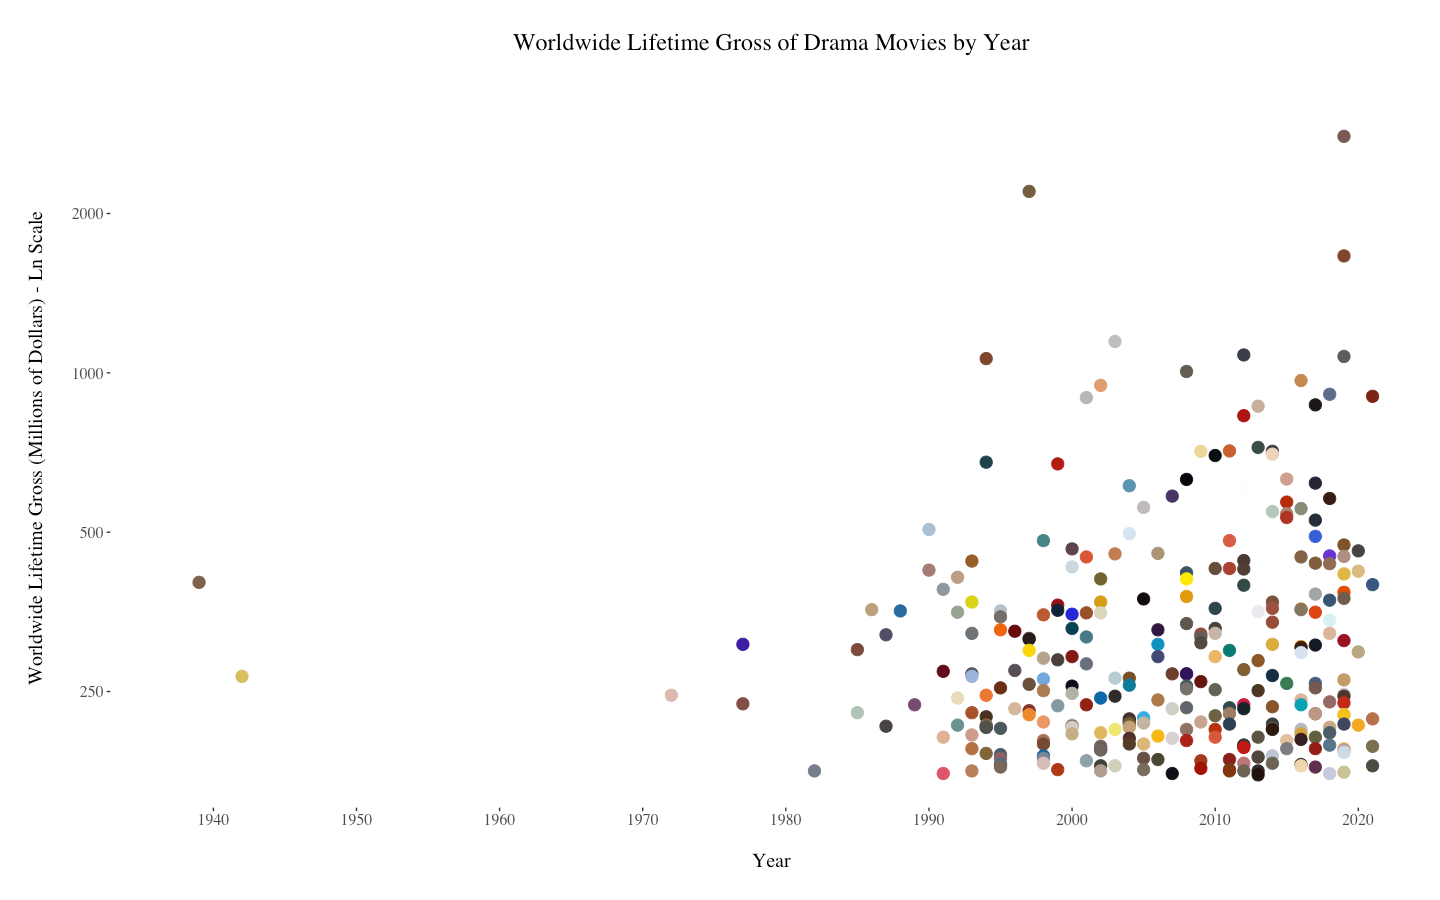 Worldwide Lifetime Gross of Drama Movies by Year
Worldwide Lifetime Gross (Millions of Dollars) - Ln Scale
2000
1000
500
250
1940 1950 1960 1970 1980 1990 2000 2010 2020
Year